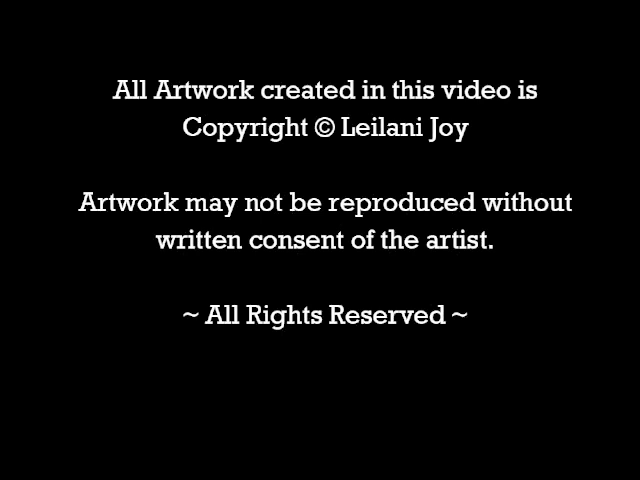 All Artwork created in this video is
Copyright © Leilani Joy
Artwork may not be reproduced without
written consent of the artist.
~ All Rights Reserved ~